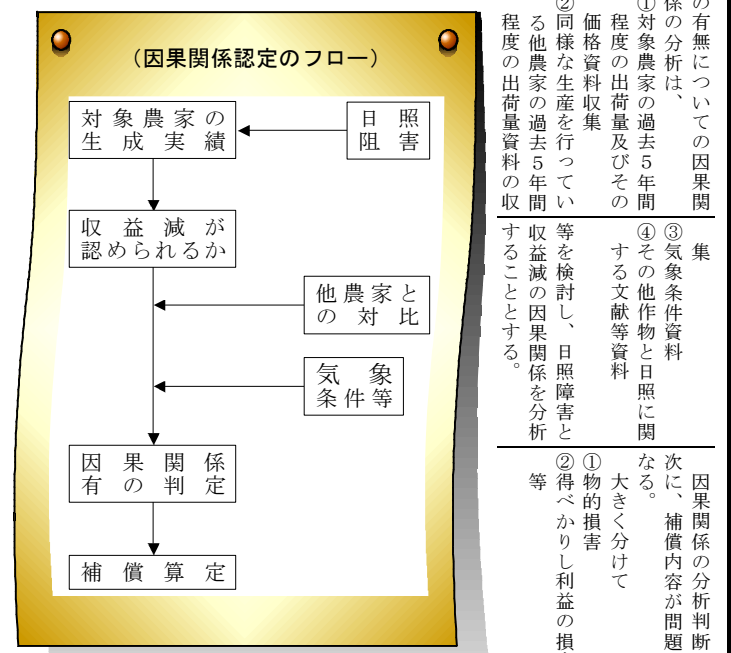 (因果関係認定のフロー)
対象農家の
生成実績
日照
阻害
収益減が
認められるか
他農家と
の対比
気象
条件等
因果関係
有の判定
補償算定
の有無についての因果関
係の分析は、
①対象農家の過去5年間
程度の出荷量及びその
価格資料収集
②同様な生産を行ってい
る他農家の過去5年間
程度の出荷量資料の収
集
③気象条件資料
④その他作物と日照に関
する文献等資料
等を検討し、日照障害と
収益減の因果関係を分析
することとする。
因果関係の分析判断
次に、補償内容が問題
なる。
大きく分けて
①物的損害
②得べかりし利益の損
等